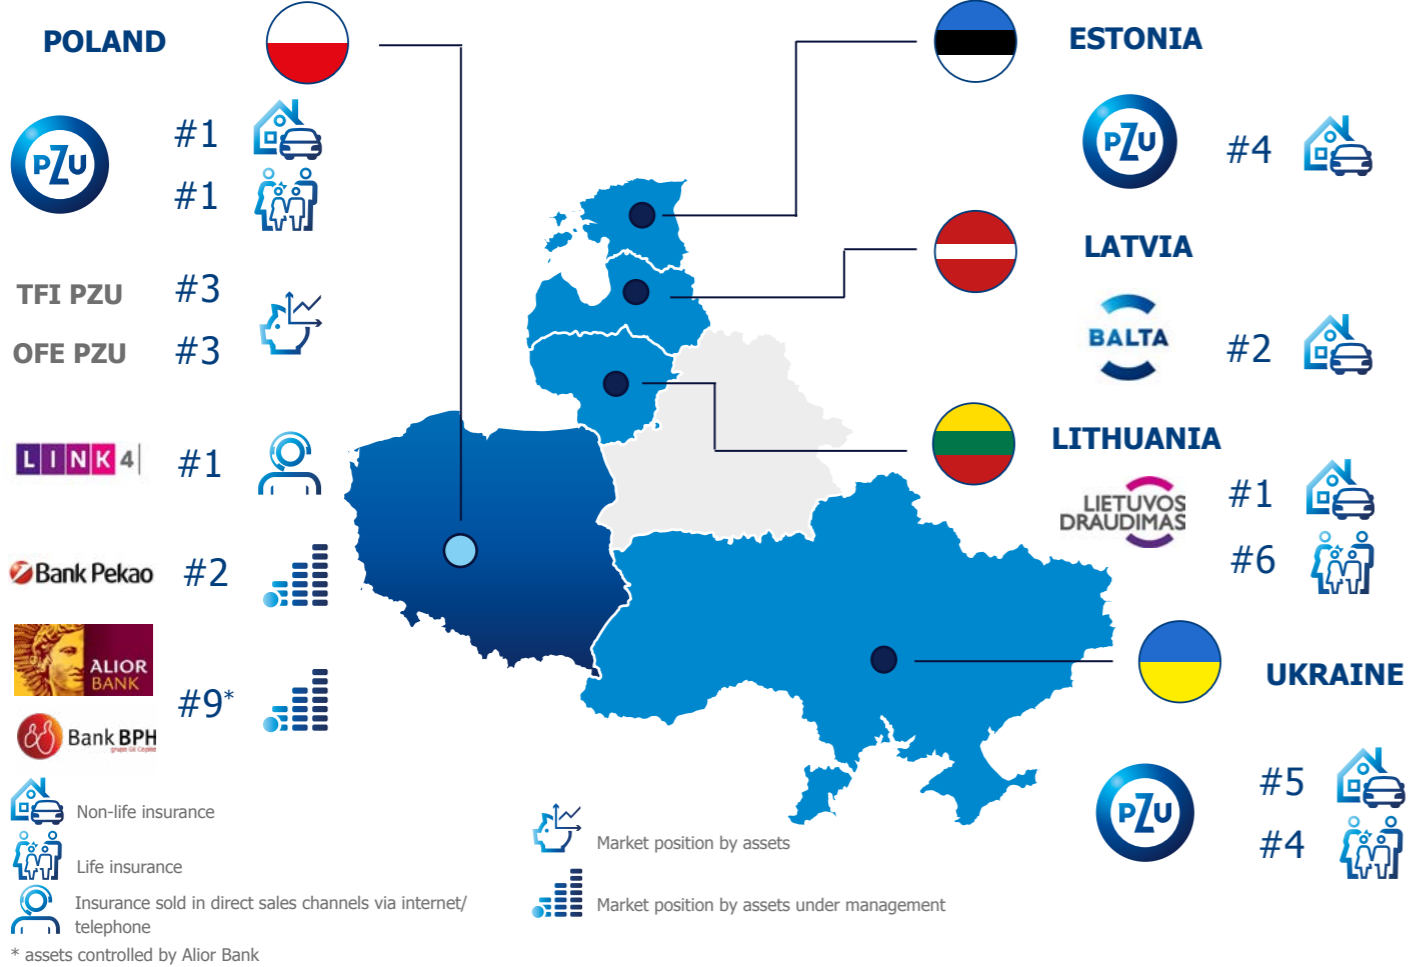 POLAND
PZU
#1
#1
TFI PZU
#3
OFE PZU
#3
LINK4
#1
Bank Pekao
#2
ALIOR
BANK
#9*
Bank BPH
ESTONIA
PZU
#4
LATVIA
BALTA
#2
LITHUANIA
LIETUVOS
DRAUDIMAS
#1
#6
UKRAINE
PZU
#5
#4
Non-life insurance
Life insurance
Insurance sold in direct sales channels via internet/
telephone
* assets controlled by Alior Bank
Market position by assets
Market position by assets under management